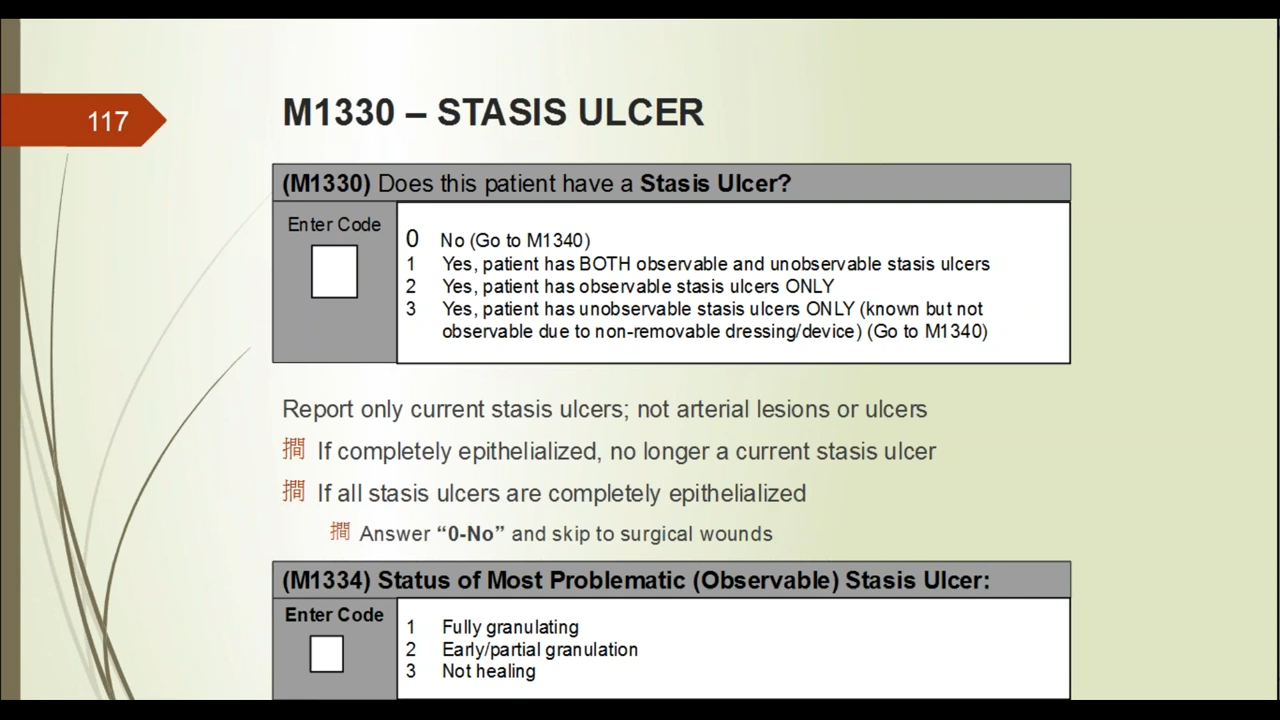 117
M1330 – STASIS ULCER
(M1330) Does this patient have a Stasis Ulcer?
Enter Code
0 No (Go to M1340)
1 Yes, patient has BOTH observable and unobservable stasis ulcers
2 Yes, patient has observable stasis ulcers ONLY
3 Yes, patient has unobservable stasis ulcers ONLY (known but not
observable due to non-removable dressing/device) (Go to M1340)
Report only current stasis ulcers; not arterial lesions or ulcers
撊 If completely epithelialized, no longer a current stasis ulcer
撊 If all stasis ulcers are completely epithelialized
撊 Answer “0-No” and skip to surgical wounds
(M1334) Status of Most Problematic (Observable) Stasis Ulcer:
Enter Code
1 Fully granulating
2 Early/partial granulation
3 Not healing